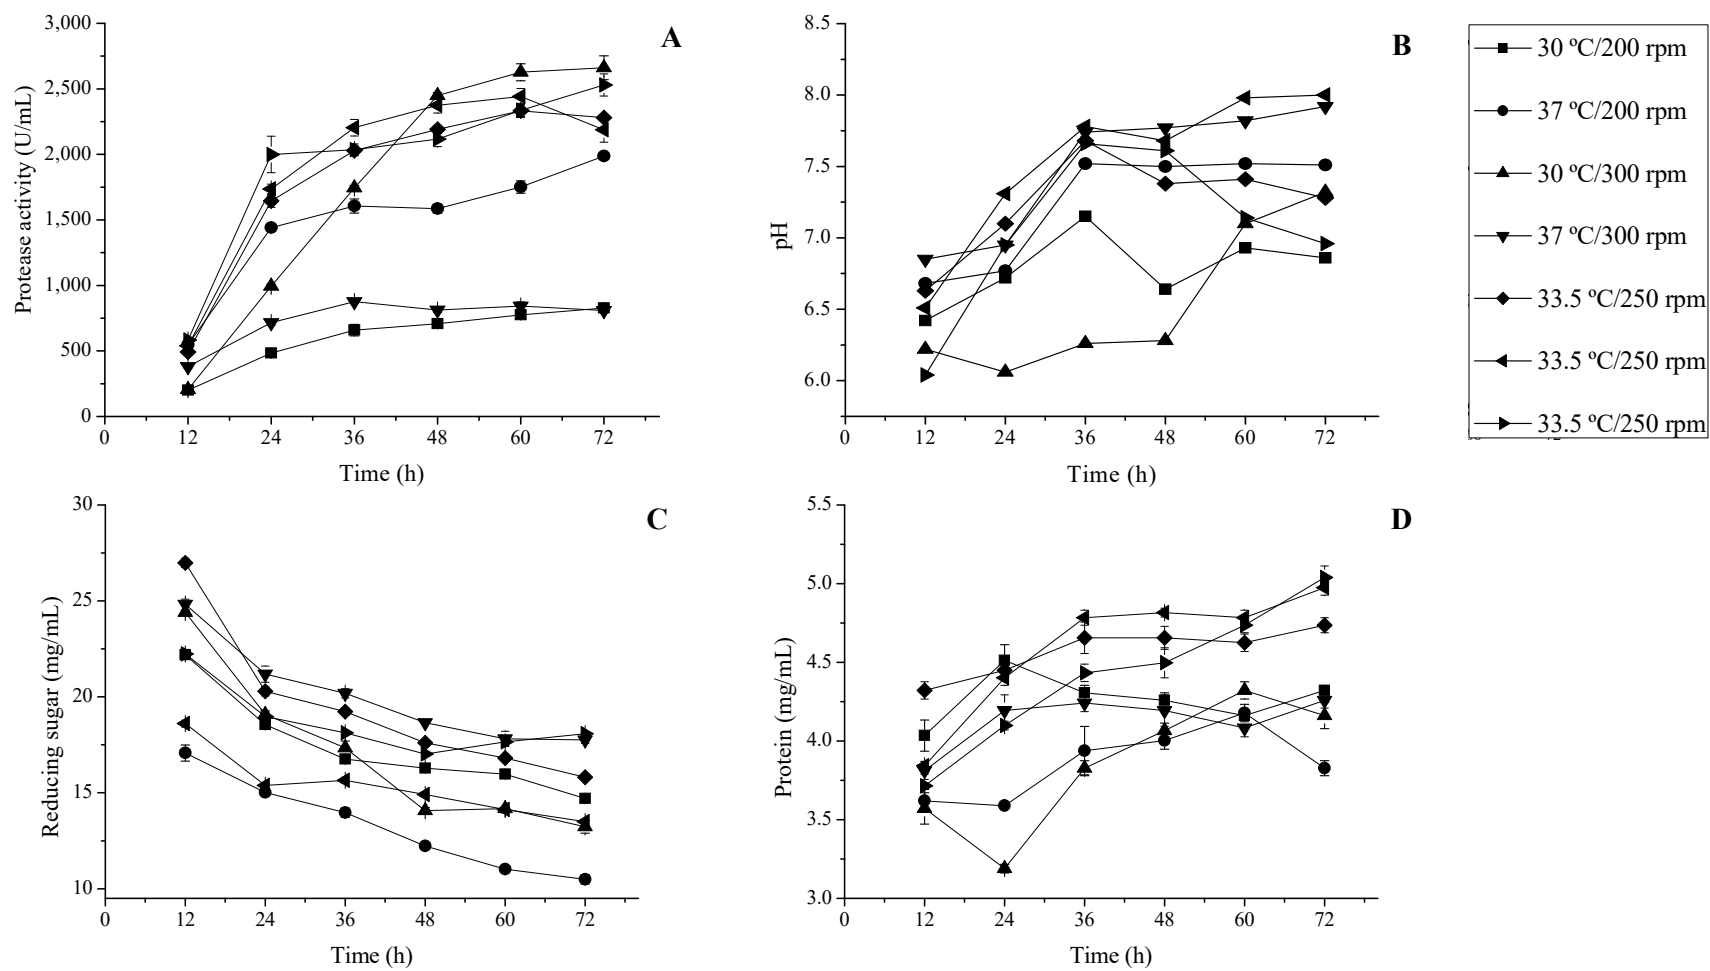 A
3,000
2,500
2,000
1,500
1,000
500
0
Protease activity (U/mL)
0 12 24 36 48 60 72
Time (h)
B
8.5
8.0
7.5
7.0
6.5
6.0
pH
0 12 24 36 48 60 72
Time (h)
30 ºC/200 rpm
37 ºC/200 rpm
30 ºC/300 rpm
37 ºC/300 rpm
33.5 ºC/250 rpm
33.5 ºC/250 rpm
33.5 ºC/250 rpm
C
30
25
20
15
10
Reducing sugar (mg/mL)
0 12 24 36 48 60 72
Time (h)
D
5.5
5.0
4.5
4.0
3.5
3.0
Protein (mg/mL)
0 12 24 36 48 60 72
Time (h)